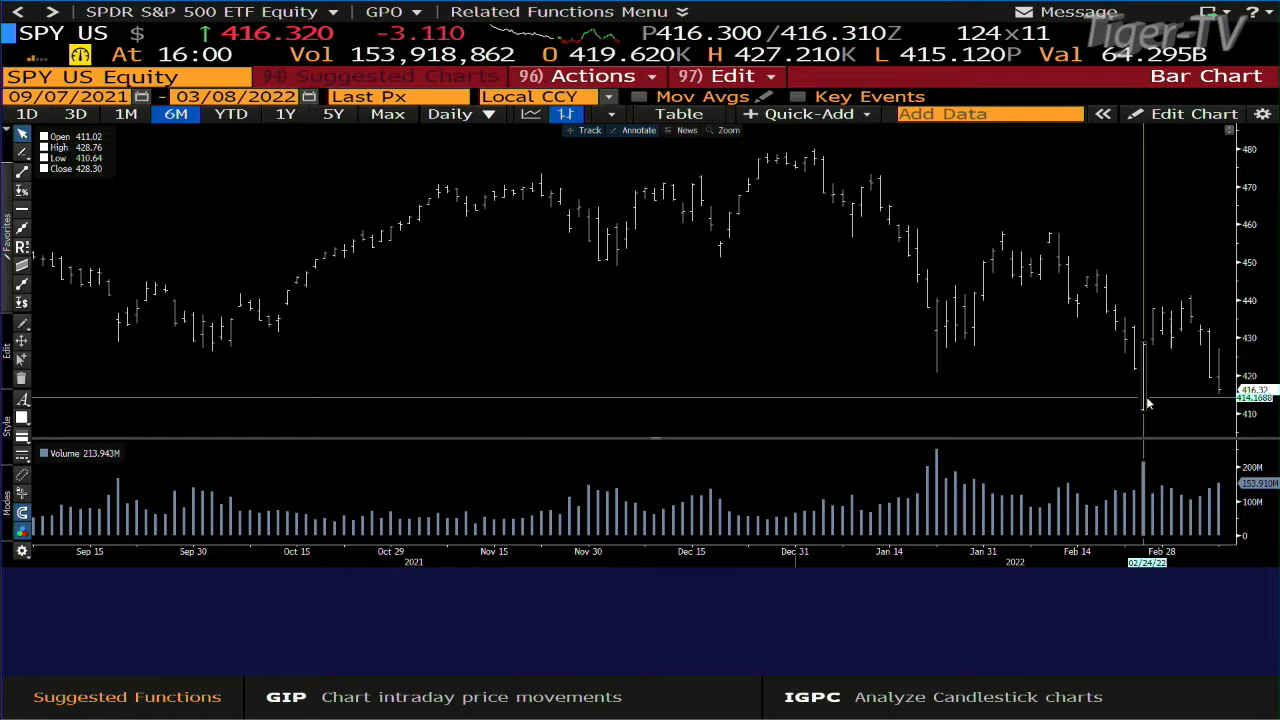 SPDR S&P 500 ETF Equity GPO Related Functions Menu Message ?
SPY US $ 416.320 -3.110 P416.300/416.310Z 124x11
Tiger-TV
At 16:00 Vol 153,918,862 O 419.620K H 427.210K L 415.120P Val 64.295B
SPY US Equity 94) Suggested Charts 96) Actions 97) Edit Bar Chart
09/07/2021 - 03/08/2022 Last Px Local CCY Mov Avgs Key Events
1D 3D 1M 6M YTD 1Y 5Y Max Daily Table + Quick-Add Add Data Edit Chart
Track Annotate News Zoom
Open 411.02
High 428.76
Low 410.64
Close 428.30
480
470
460
450
440
430
420
416.32
414.1688
410
Favorites
Edit
Style
Modes
Volume 213.943M
200M
153.910M
100M
0
Sep 15 Sep 30 Oct 15 Oct 29 Nov 15 Nov 30 Dec 15 Dec 31 Jan 14 Jan 31 Feb 14 Feb 28
2021 2022 02/24/22
Suggested Functions GIP Chart intraday price movements IGPC Analyze Candlestick charts